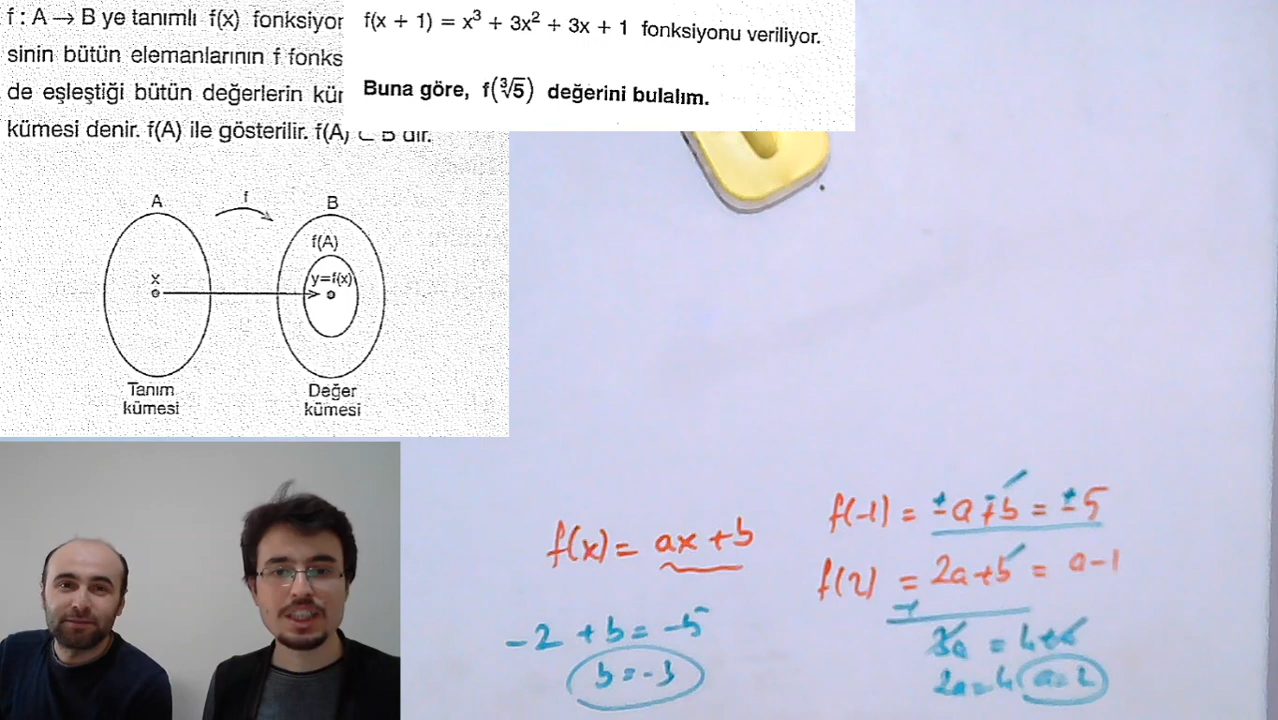 f : A → B ye tanımlı f(x) fonksiyor
sinin bütün elemanlarının f fonks
de eşleştiği bütün değerlerin kür
kümesi denir. f(A) ile gösterilir. f(A) ⊂ B dir.
f(x + 1) = x³ + 3x² + 3x + 1 fonksiyonu veriliyor.
Buna göre, f(∛5) değerini bulalım.
A f B
f(A)
x y=f(x)
Tanım kümesi
Değer kümesi
f(x) = ax + b
-2 + b = -5
b = -3
f(-1) = -a + b = -5
f(2) = 2a + b = a - 1
2a = 4 a = 2